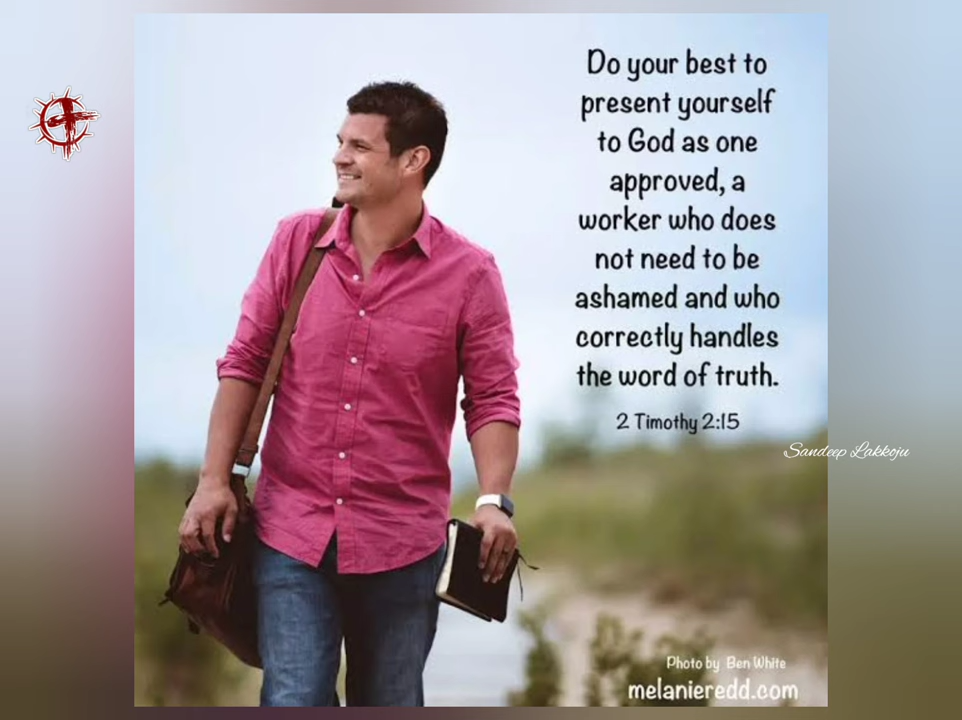 Do your best to
present yourself
to God as one
approved, a
worker who does
not need to be
ashamed and who
correctly handles
the word of truth.
2 Timothy 2:15
Sandeep Lakkoju
Photo by Ben White
melanieredd.com